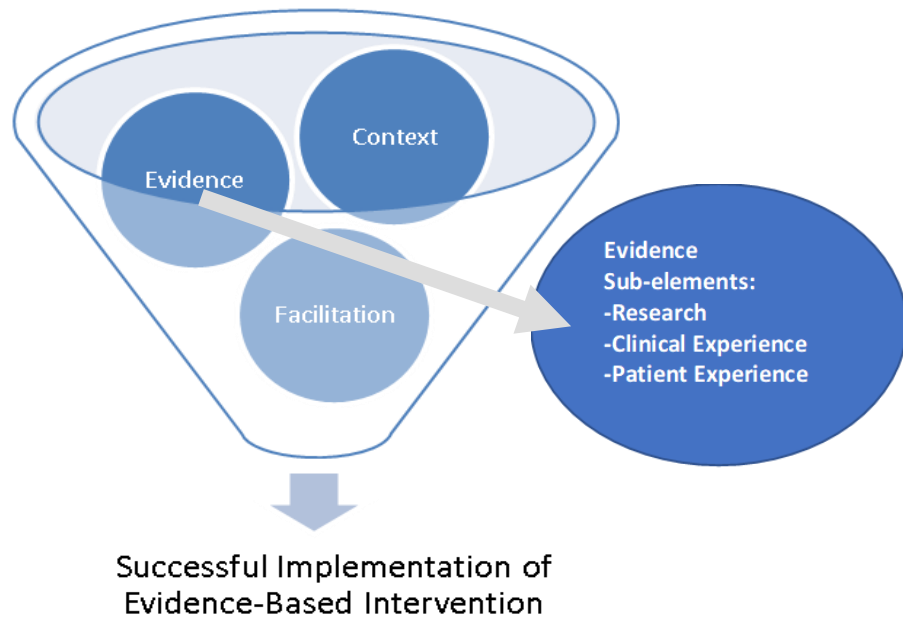 Context
Evidence
Facilitation
Evidence
Sub-elements:
-Research
-Clinical Experience
-Patient Experience
Successful Implementation of
Evidence-Based Intervention